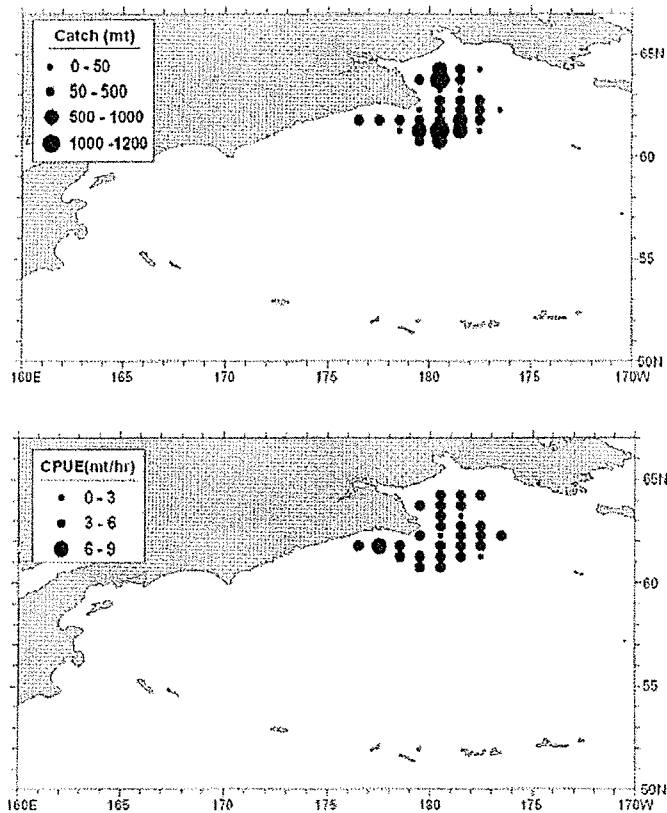 Catch (mt)
0 - 50
50 - 500
500 - 1000
1000 -1200
65N
60
55
50N
160E 165 170 175 180 175 170W
CPUE(mt/hr)
0 - 3
3 - 6
6 - 9
65N
60
55
50N
160E 165 170 175 180 175 170W